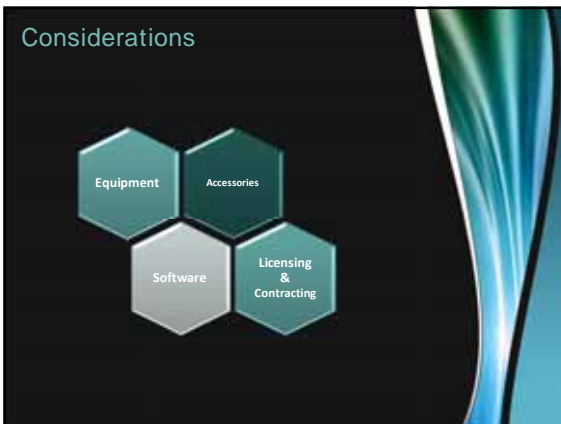 Considerations
Equipment
Accessories
Software
Licensing
&
Contracting